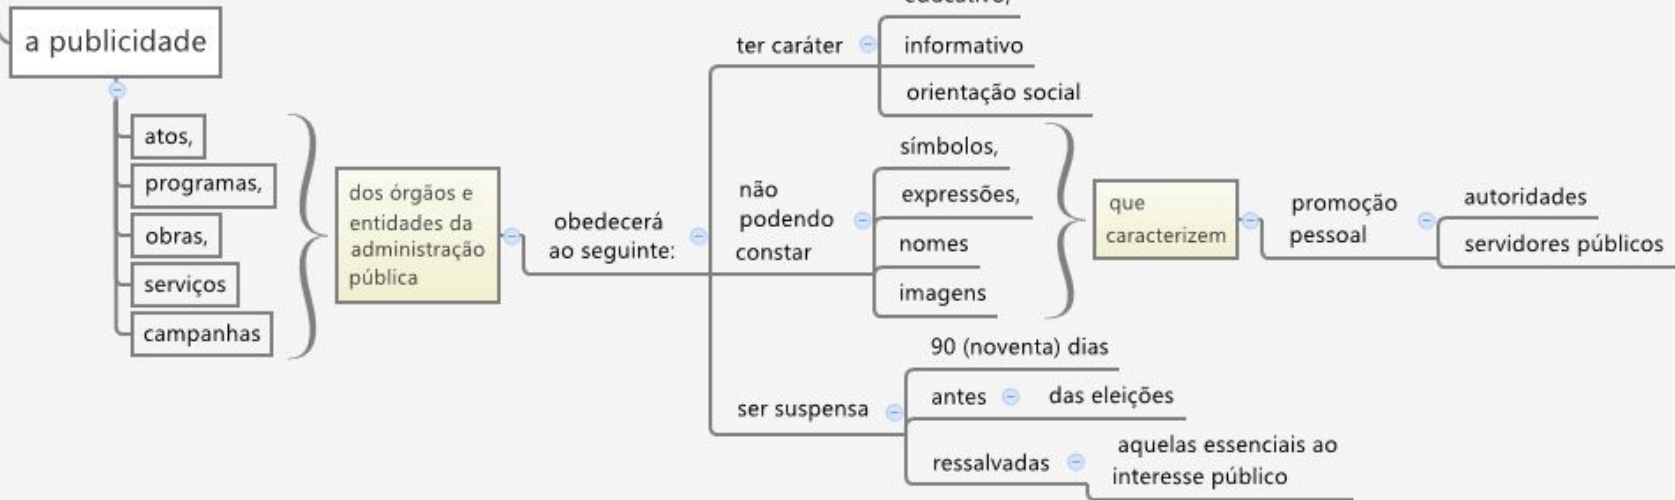 a publicidade
atos,
programas,
obras,
serviços
campanhas
dos órgãos e
entidades da
administração
pública
obedecerá
ao seguinte:
ter caráter
educativo,
informativo
orientação social
não
podendo
constar
símbolos,
expressões,
nomes
imagens
que
caracterizem
promoção
pessoal
autoridades
servidores públicos
ser suspensa
90 (noventa) dias
antes
das eleições
ressalvadas
aquelas essenciais ao
interesse público